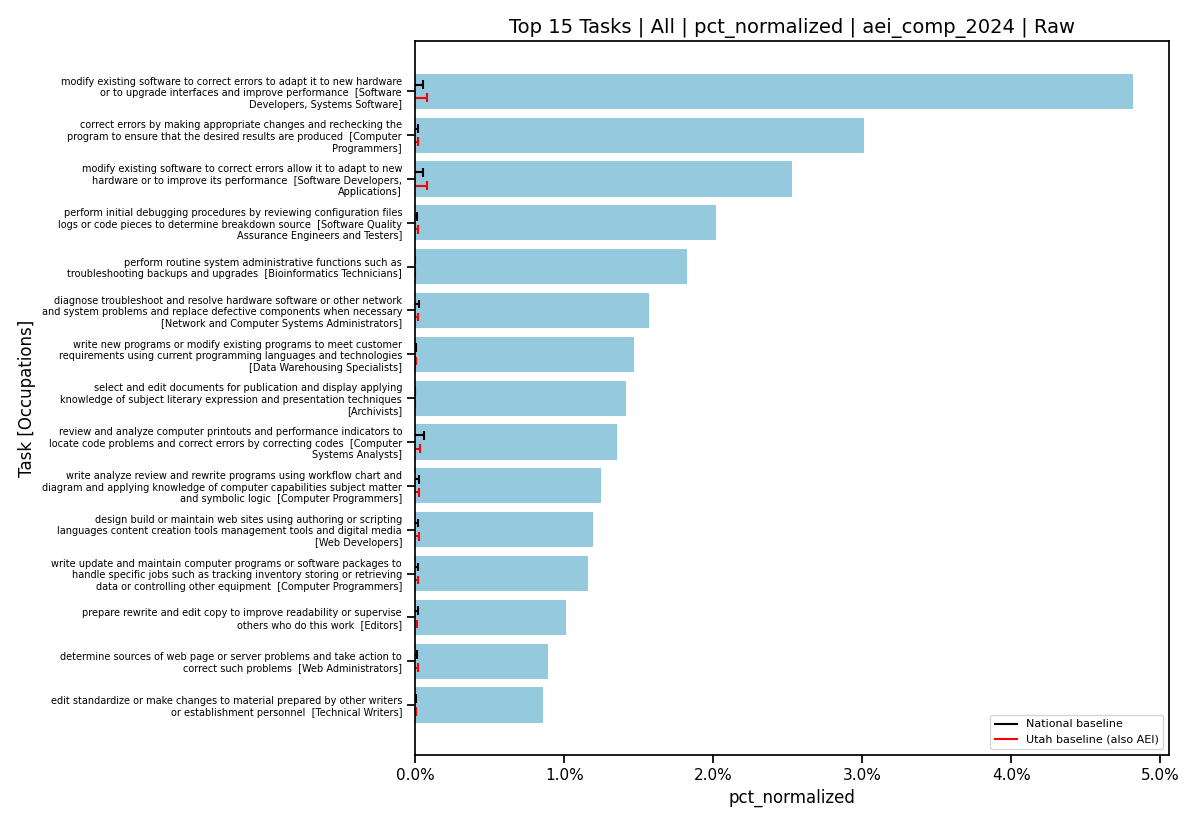 Top 15 Tasks | All | pct_normalized | aei_comp_2024 | Raw
Task [Occupations]
modify existing software to correct errors to adapt it to new hardware
or to upgrade interfaces and improve performance  [Software
Developers, Systems Software]
correct errors by making appropriate changes and rechecking the
program to ensure that the desired results are produced  [Computer
Programmers]
modify existing software to correct errors allow it to adapt to new
hardware or to improve its performance  [Software Developers,
Applications]
perform initial debugging procedures by reviewing configuration files
logs or code pieces to determine breakdown source  [Software Quality
Assurance Engineers and Testers]
perform routine system administrative functions such as
troubleshooting backups and upgrades  [Bioinformatics Technicians]
diagnose troubleshoot and resolve hardware software or other network
and system problems and replace defective components when necessary
[Network and Computer Systems Administrators]
write new programs or modify existing programs to meet customer
requirements using current programming languages and technologies
[Data Warehousing Specialists]
select and edit documents for publication and display applying
knowledge of subject literary expression and presentation techniques
[Archivists]
review and analyze computer printouts and performance indicators to
locate code problems and correct errors by correcting codes  [Computer
Systems Analysts]
write analyze review and rewrite programs using workflow chart and
diagram and applying knowledge of computer capabilities subject matter
and symbolic logic  [Computer Programmers]
design build or maintain web sites using authoring or scripting
languages content creation tools management tools and digital media
[Web Developers]
write update and maintain computer programs or software packages to
handle specific jobs such as tracking inventory storing or retrieving
data or controlling other equipment  [Computer Programmers]
prepare rewrite and edit copy to improve readability or supervise
others who do this work  [Editors]
determine sources of web page or server problems and take action to
correct such problems  [Web Administrators]
edit standardize or make changes to material prepared by other writers
or establishment personnel  [Technical Writers]
National baseline
Utah baseline (also AEI)
0.0% 1.0% 2.0% 3.0% 4.0% 5.0%
pct_normalized